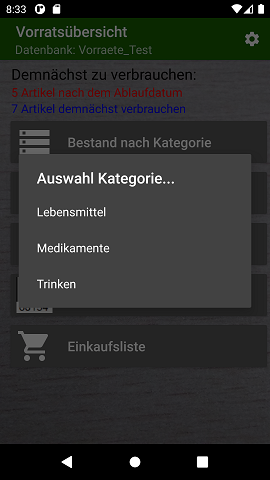 8:33
Vorratsübersicht
Datenbank: Vorraete_Test
Demnächst zu verbrauchen:
5 Artikel nach dem Ablaufdatum
7 Artikel demnächst verbrauchen
Bestand nach Kategorie
Auswahl Kategorie...
Lebensmittel
Medikamente
Trinken
Einkaufsliste